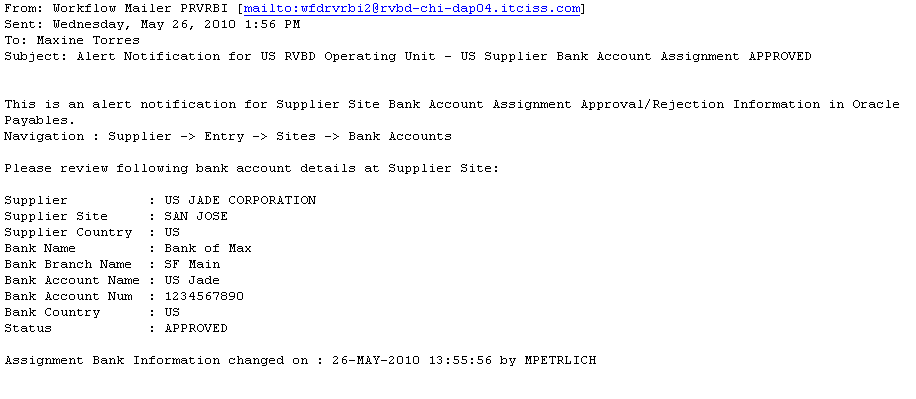 From: Workflow Mailer PRVRBI [mailto:wfdrvrbi2@rvbd-chi-dap04.itciss.com]
Sent: Wednesday, May 26, 2010 1:56 PM
To: Maxine Torres
Subject: Alert Notification for US RVBD Operating Unit - US Supplier Bank Account Assignment APPROVED
This is an alert notification for Supplier Site Bank Account Assignment Approval/Rejection Information in Oracle
Payables.
Navigation : Supplier -> Entry -> Sites -> Bank Accounts
Please review following bank account details at Supplier Site:
Supplier : US JADE CORPORATION
Supplier Site : SAN JOSE
Supplier Country : US
Bank Name : Bank of Max
Bank Branch Name : SF Main
Bank Account Name : US Jade
Bank Account Num : 1234567890
Bank Country : US
Status : APPROVED
Assignment Bank Information changed on : 26-MAY-2010 13:55:56 by MPETRLICH